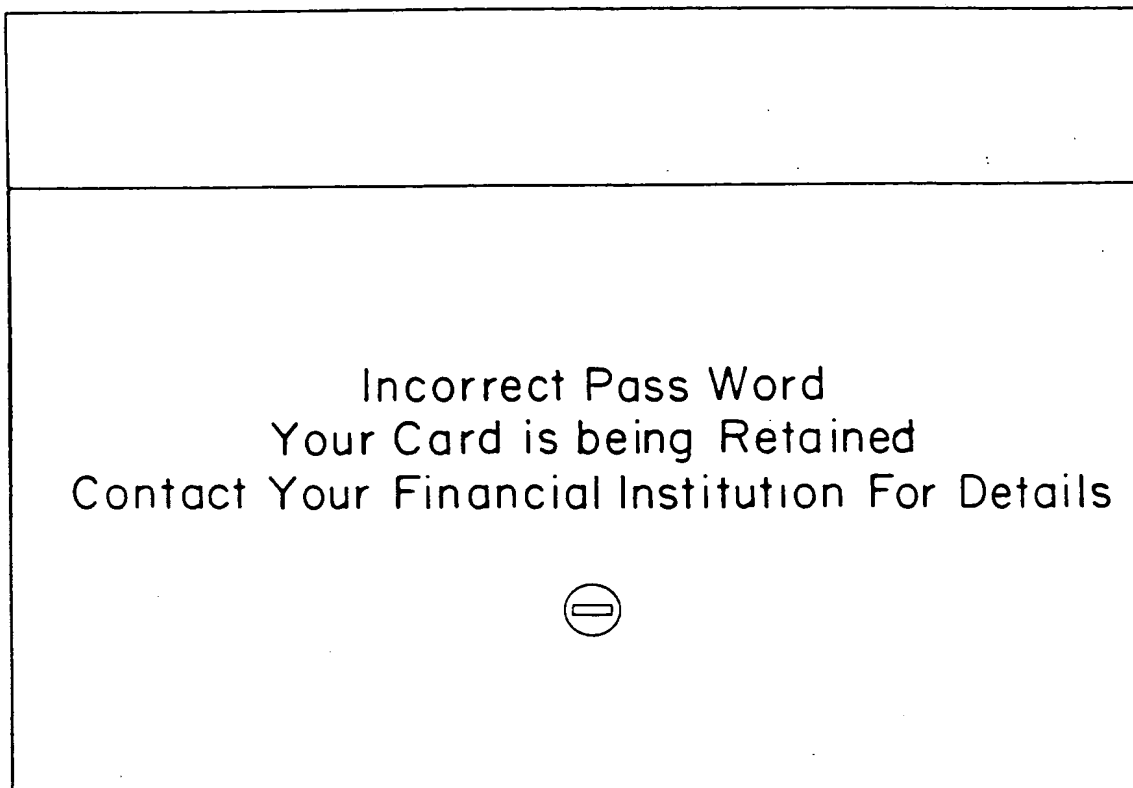 Incorrect Pass Word
Your Card is being Retained
Contact Your Financial Institution For Details